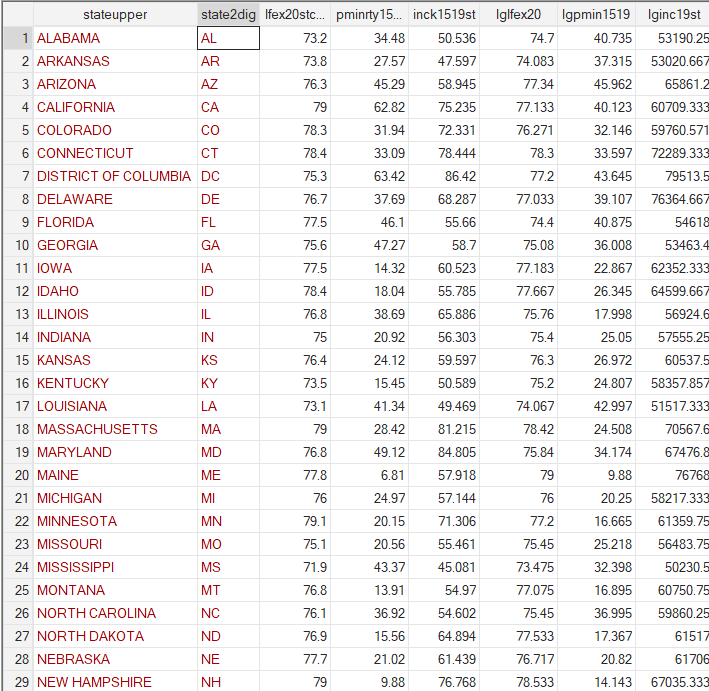 stateupper state2dig lfex20stc... pminrty15... inck1519st lglfex20 lgpmin1519 lginc19st
1 ALABAMA AL 73.2 34.48 50.536 74.7 40.735 53190.25
2 ARKANSAS AR 73.8 27.57 47.597 74.083 37.315 53020.667
3 ARIZONA AZ 76.3 45.29 58.945 77.34 45.962 65861.2
4 CALIFORNIA CA 79 62.82 75.235 77.133 40.123 60709.333
5 COLORADO CO 78.3 31.94 72.331 76.271 32.146 59760.571
6 CONNECTICUT CT 78.4 33.09 78.444 78.3 33.597 72289.333
7 DISTRICT OF COLUMBIA DC 75.3 63.42 86.42 77.2 43.645 79513.5
8 DELAWARE DE 76.7 37.69 68.287 77.033 39.107 76364.667
9 FLORIDA FL 77.5 46.1 55.66 74.4 40.875 54618
10 GEORGIA GA 75.6 47.27 58.7 75.08 36.008 53463.4
11 IOWA IA 77.5 14.32 60.523 77.183 22.867 62352.333
12 IDAHO ID 78.4 18.04 55.785 77.667 26.345 64599.667
13 ILLINOIS IL 76.8 38.69 65.886 75.76 17.998 56924.6
14 INDIANA IN 75 20.92 56.303 75.4 25.05 57555.25
15 KANSAS KS 76.4 24.12 59.597 76.3 26.972 60537.5
16 KENTUCKY KY 73.5 15.45 50.589 75.2 24.807 58357.857
17 LOUISIANA LA 73.1 41.34 49.469 74.067 42.997 51517.333
18 MASSACHUSETTS MA 79 28.42 81.215 78.42 24.508 70567.6
19 MARYLAND MD 76.8 49.12 84.805 75.84 34.174 67476.8
20 MAINE ME 77.8 6.81 57.918 79 9.88 76768
21 MICHIGAN MI 76 24.97 57.144 76 20.25 58217.333
22 MINNESOTA MN 79.1 20.15 71.306 77.2 16.665 61359.75
23 MISSOURI MO 75.1 20.56 55.461 75.45 25.218 56483.75
24 MISSISSIPPI MS 71.9 43.37 45.081 73.475 32.398 50230.5
25 MONTANA MT 76.8 13.91 54.97 77.075 16.895 60750.75
26 NORTH CAROLINA NC 76.1 36.92 54.602 75.45 36.995 59860.25
27 NORTH DAKOTA ND 76.9 15.56 64.894 77.533 17.367 61517
28 NEBRASKA NE 77.7 21.02 61.439 76.717 20.82 61706
29 NEW HAMPSHIRE NH 79 9.88 76.768 78.533 14.143 67035.333